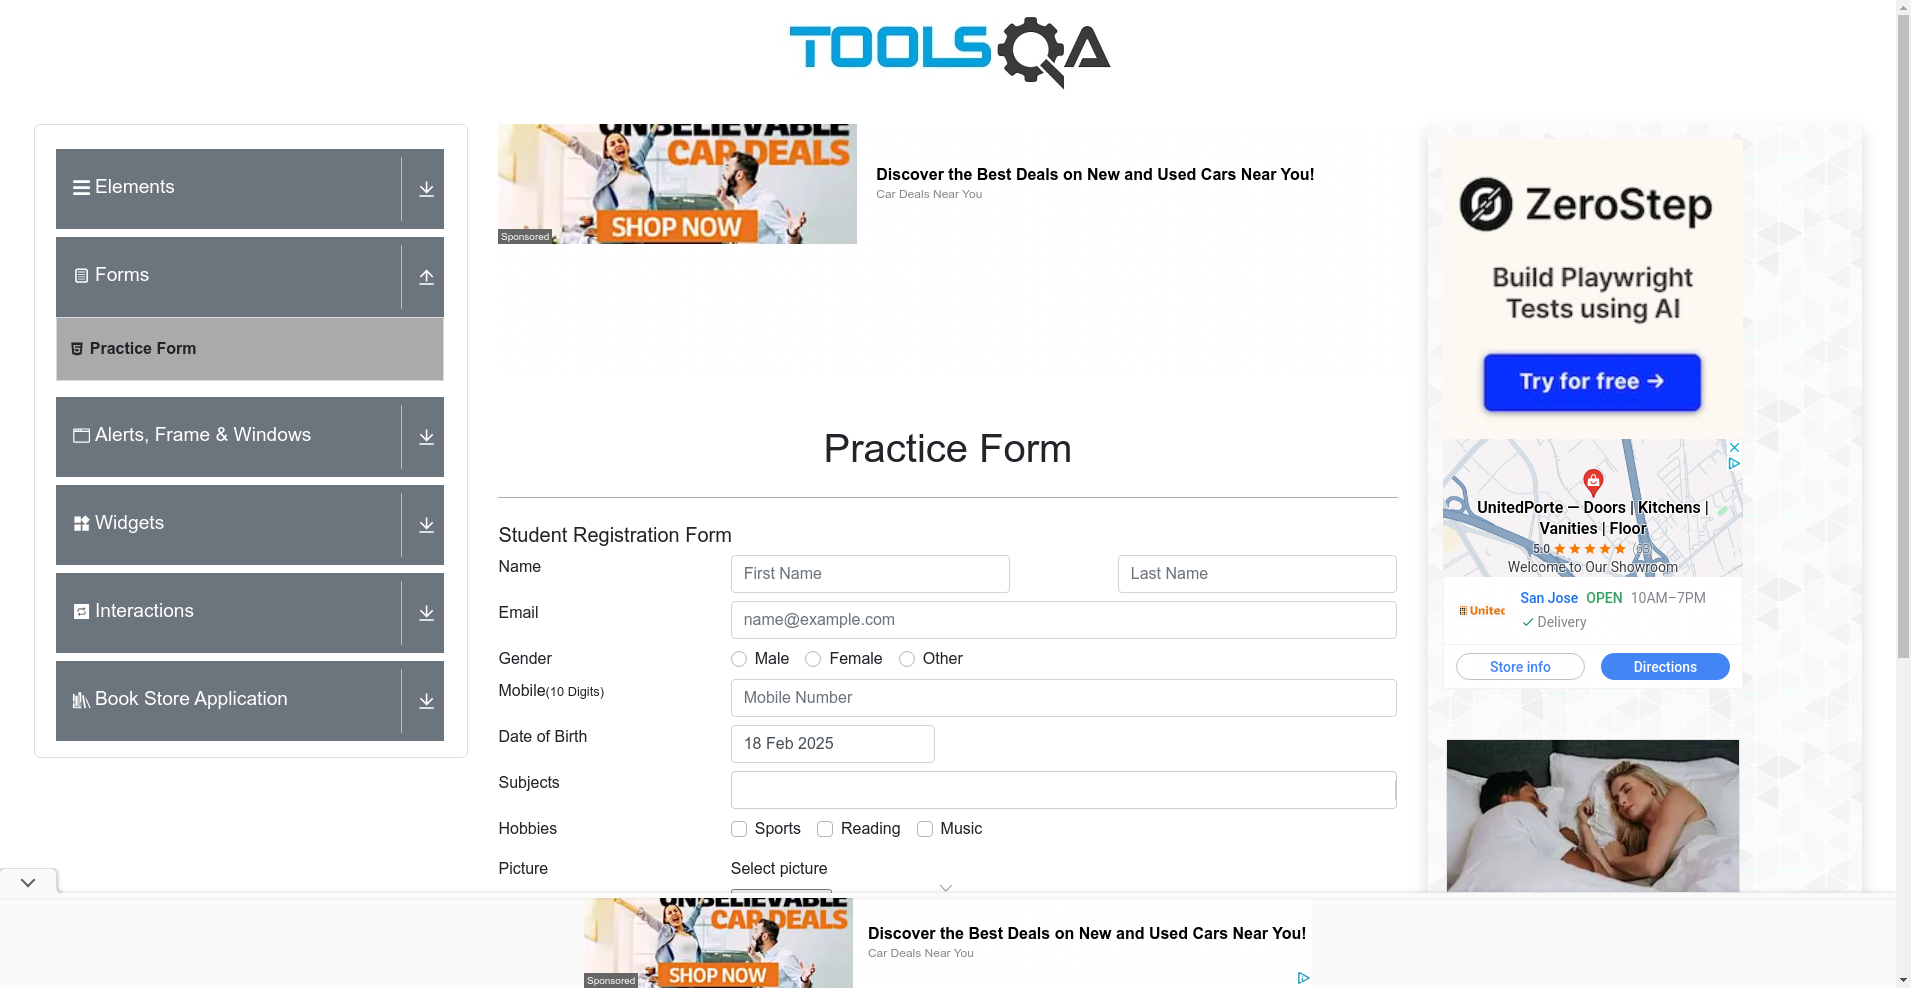 TOOLSQA
Elements
Forms
Practice Form
Alerts, Frame & Windows
Widgets
Interactions
Book Store Application
UNBELIEVABLE
CAR DEALS
SHOP NOW
Sponsored
Discover the Best Deals on New and Used Cars Near You!
Car Deals Near You
Practice Form
Student Registration Form
Name
First Name
Last Name
Email
name@example.com
Gender
Male
Female
Other
Mobile(10 Digits)
Mobile Number
Date of Birth
18 Feb 2025
Subjects
Hobbies
Sports
Reading
Music
Picture
Select picture
ZeroStep
Build Playwright
Tests using AI
Try for free →
UnitedPorte — Doors | Kitchens |
Vanities | Floor
5.0
Welcome to Our Showroom
United
San Jose OPEN 10AM–7PM
Delivery
Store info
Directions
UNBELIEVABLE
CAR DEALS
SHOP NOW
Sponsored
Discover the Best Deals on New and Used Cars Near You!
Car Deals Near You